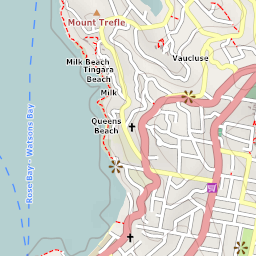 Mount Trefle
Milk Beach
Tingara
Beach
Vaucluse
Milk
Queens
Beach
Rose Bay - Watsons Bay